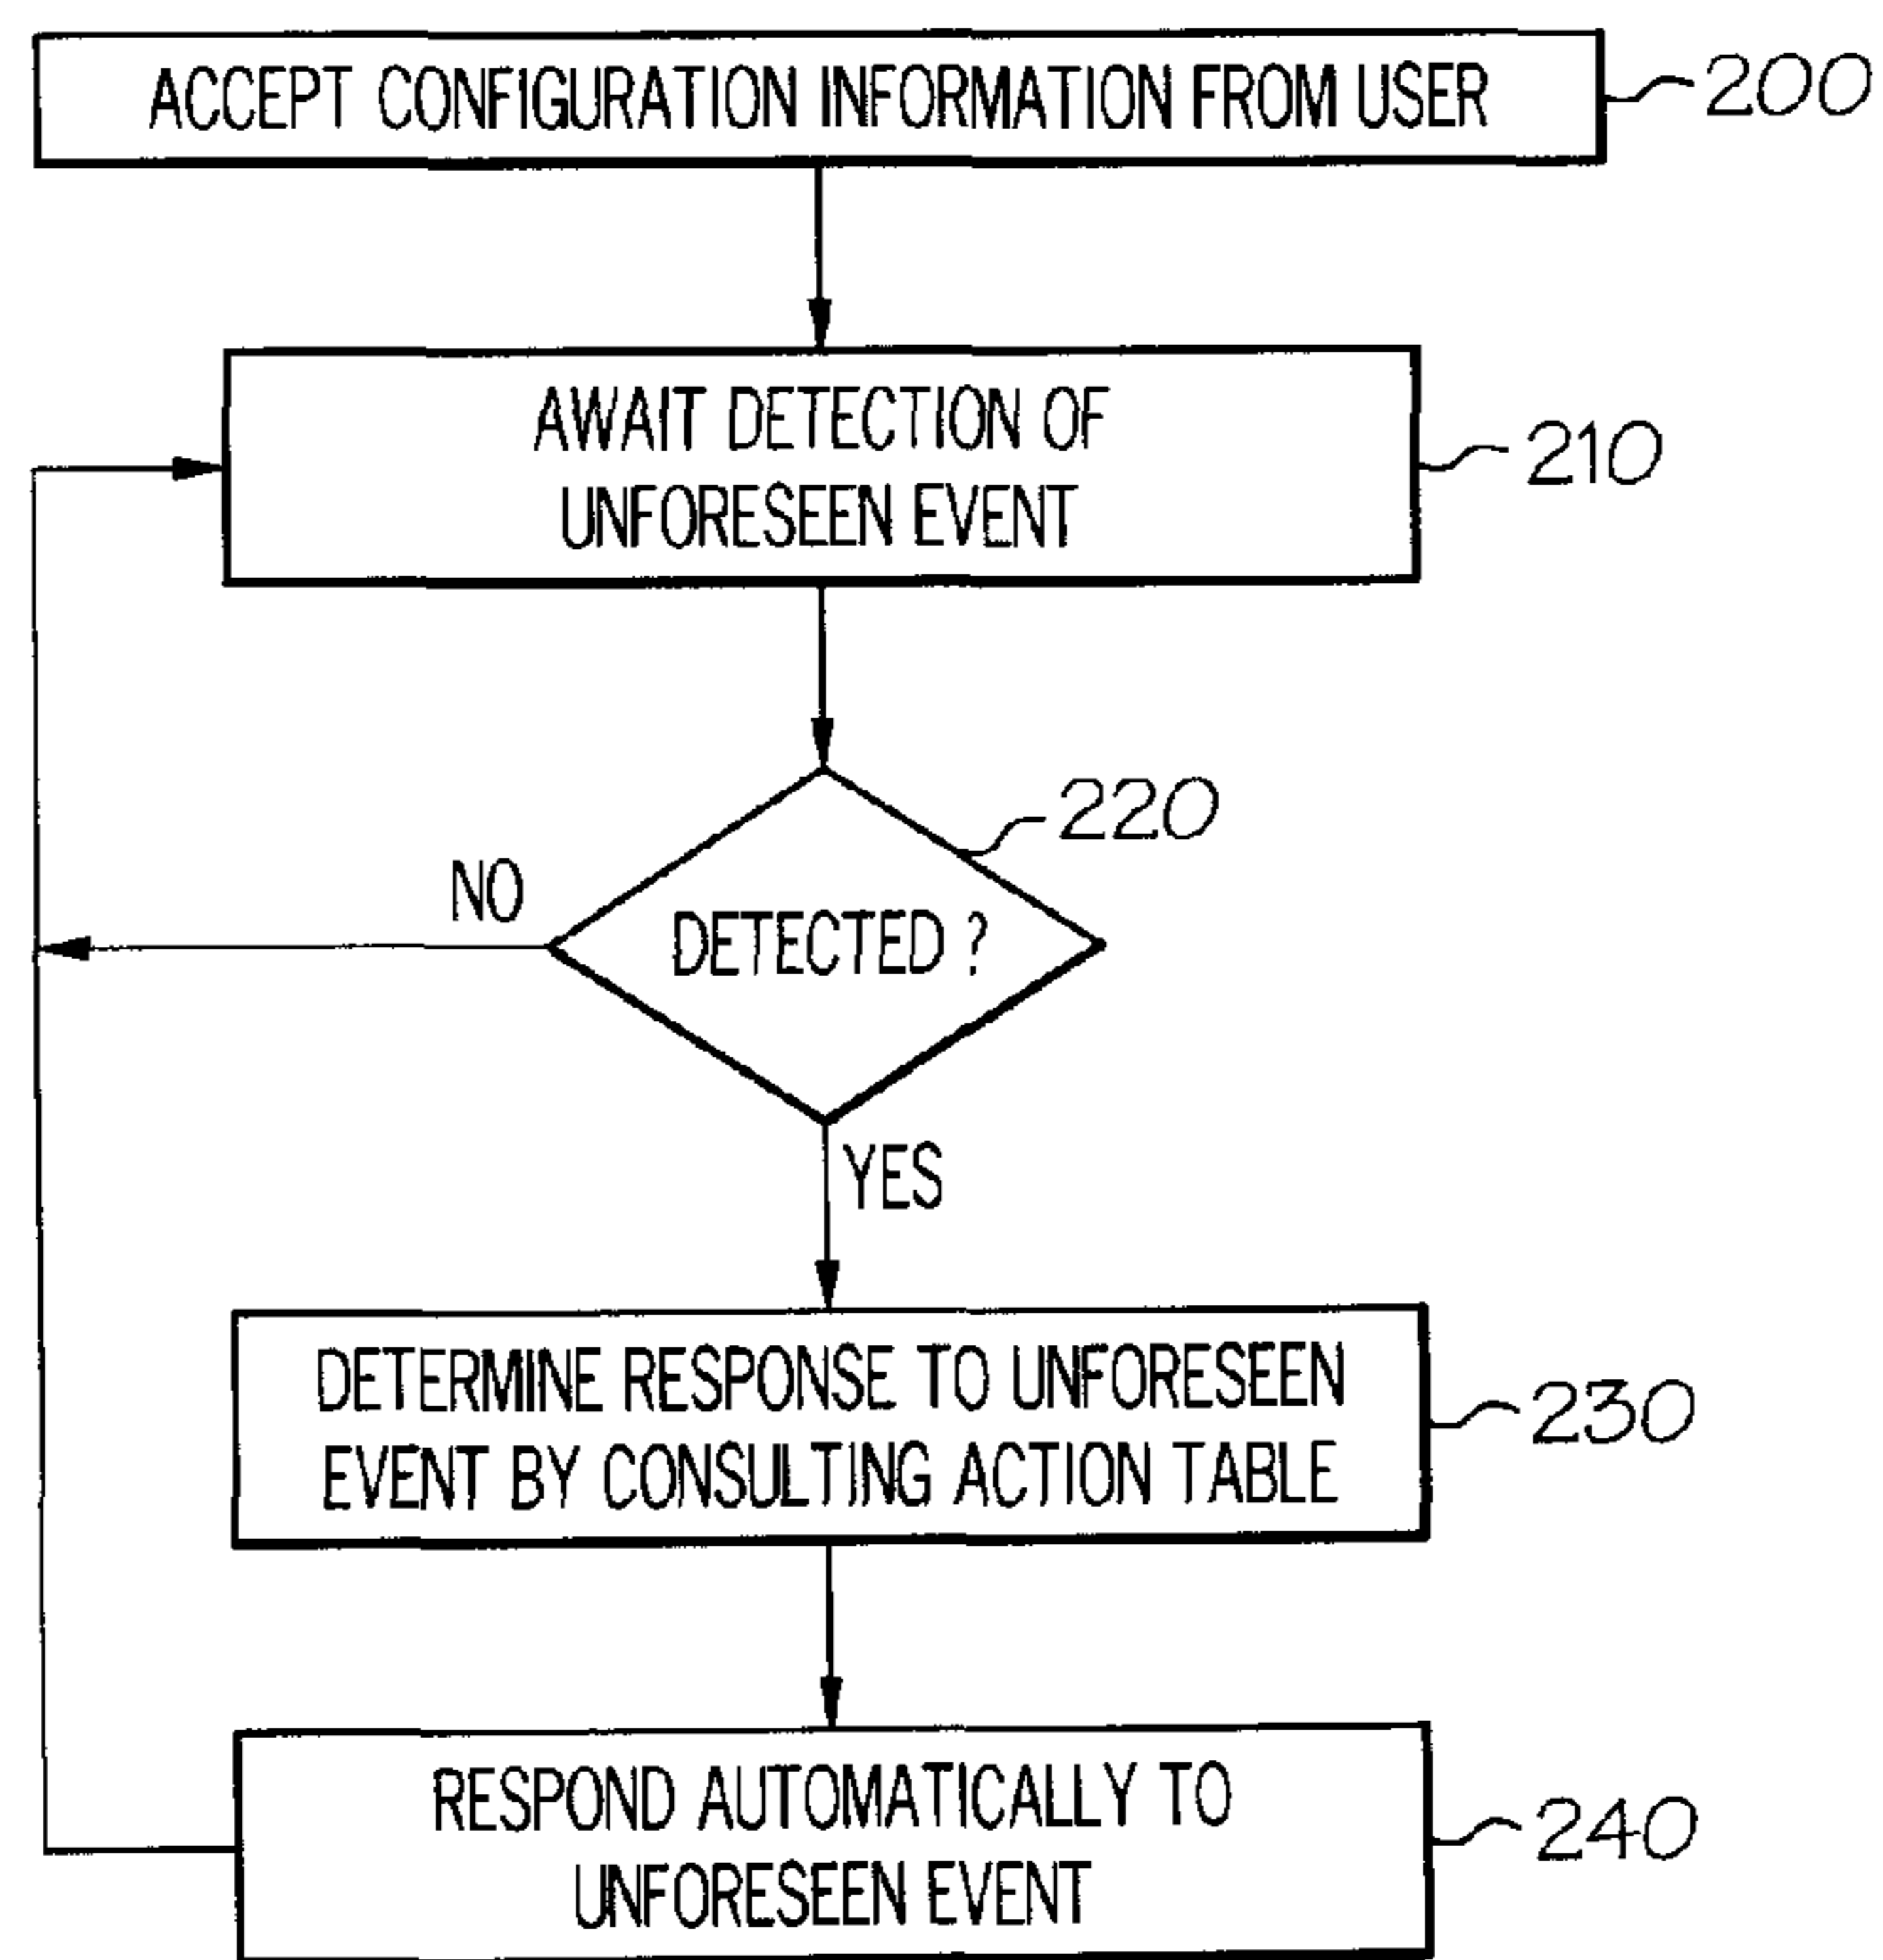 ACCEPT CONFIGURATION INFORMATION FROM USER
200
AWAIT DETECTION OF
UNFORESEEN EVENT
210
220
NO
DETECTED ?
YES
DETERMINE RESPONSE TO UNFORESEEN
EVENT BY CONSULTING ACTION TABLE
230
RESPOND AUTOMATICALLY TO
UNFORESEEN EVENT
240